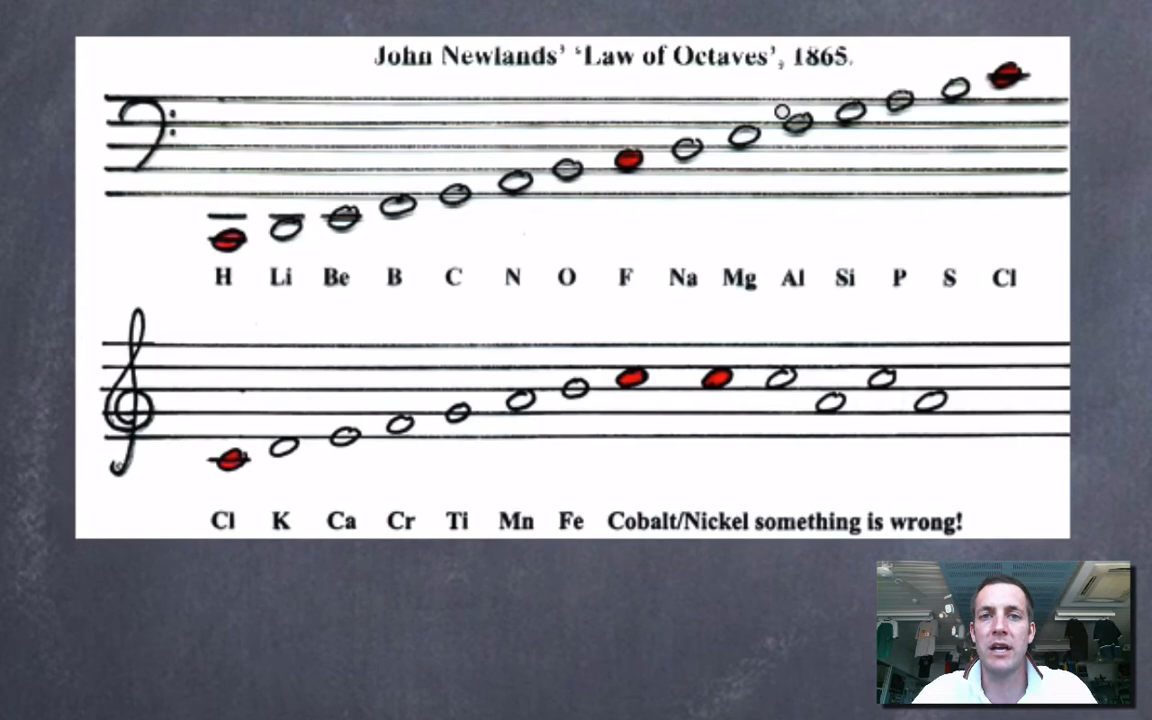 John Newlands' 'Law of Octaves', 1865.
H Li Be B C N O F Na Mg Al Si P S Cl
Cl K Ca Cr Ti Mn Fe Cobalt/Nickel something is wrong!